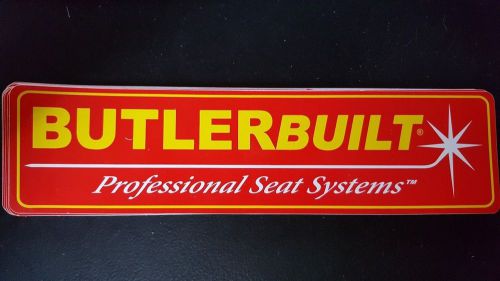 BUTLERBUILT®
Professional Seat Systems™